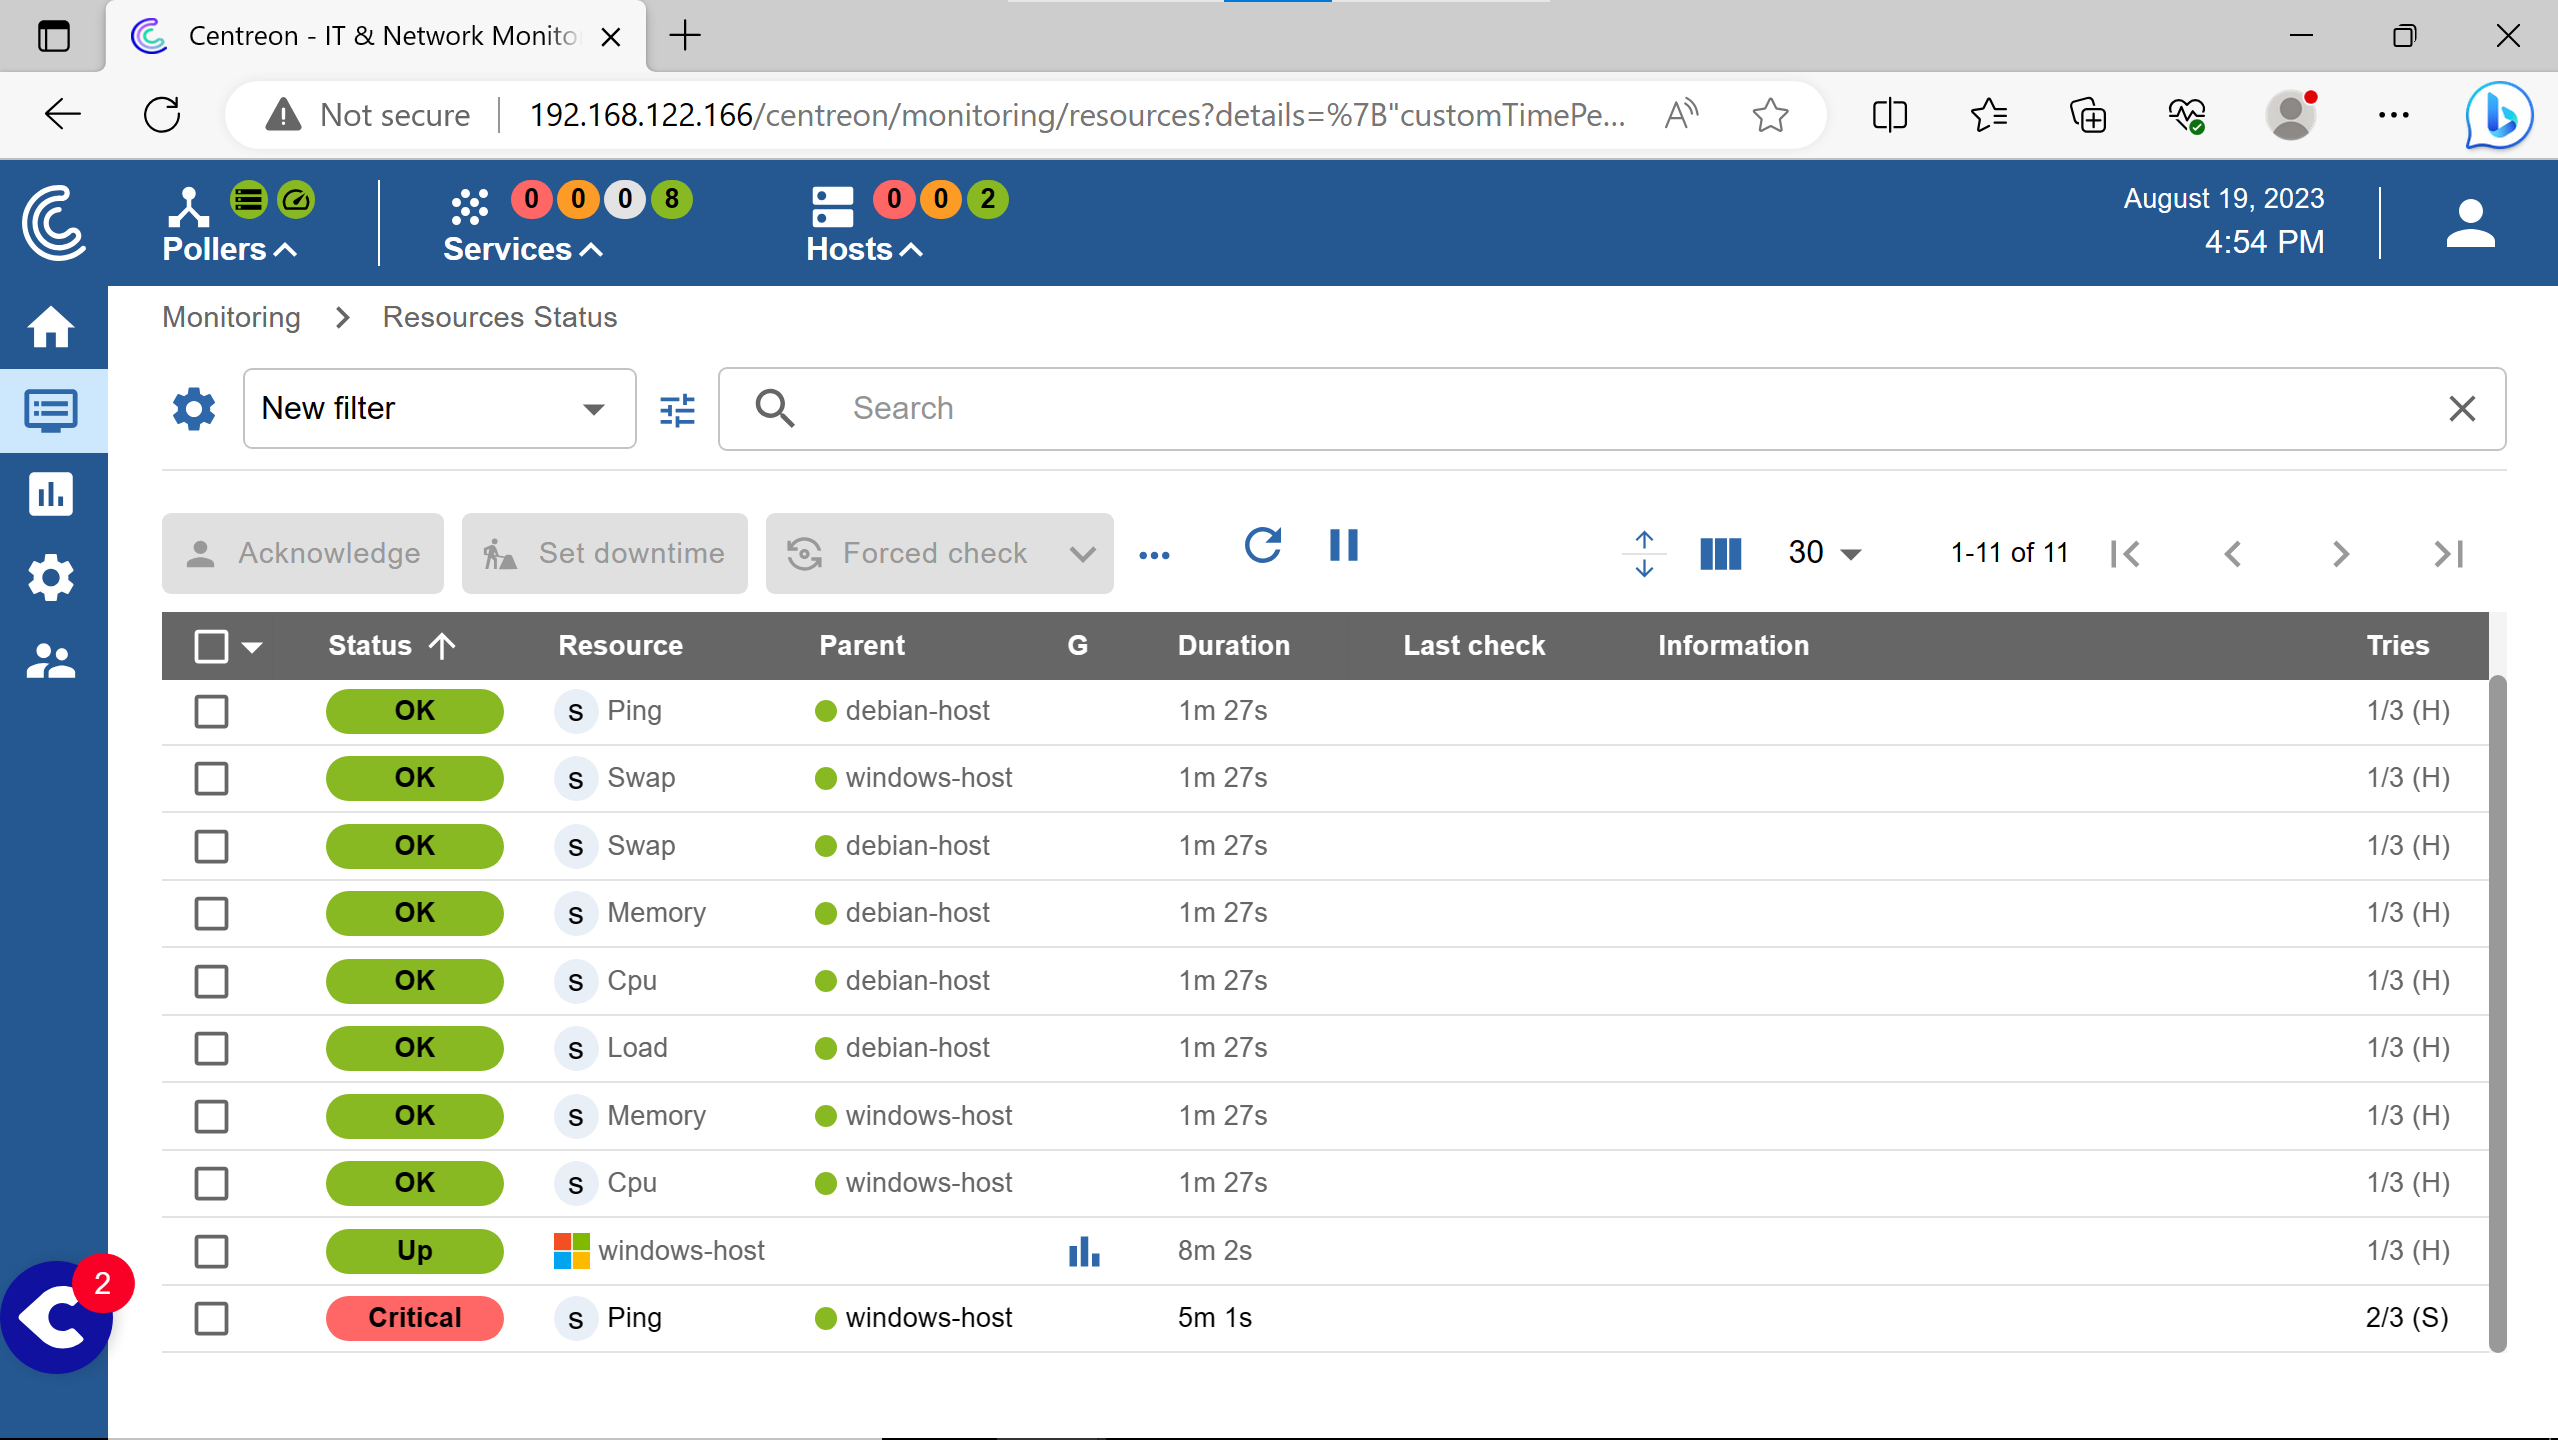 Centreon - IT & Network Monito
Not secure
192.168.122.166/centreon/monitoring/resources?details=%7B"customTimePe...
Pollers
0 0 0 8
Services
0 0 2
Hosts
August 19, 2023
4:54 PM
Monitoring > Resources Status
New filter
Search
Acknowledge
Set downtime
Forced check
30
1-11 of 11
Status Resource Parent G Duration Last check Information Tries
OK S Ping debian-host 1m 27s 1/3 (H)
OK S Swap windows-host 1m 27s 1/3 (H)
OK S Swap debian-host 1m 27s 1/3 (H)
OK S Memory debian-host 1m 27s 1/3 (H)
OK S Cpu debian-host 1m 27s 1/3 (H)
OK S Load debian-host 1m 27s 1/3 (H)
OK S Memory windows-host 1m 27s 1/3 (H)
OK S Cpu windows-host 1m 27s 1/3 (H)
Up windows-host 8m 2s 1/3 (H)
Critical S Ping windows-host 5m 1s 2/3 (S)
2